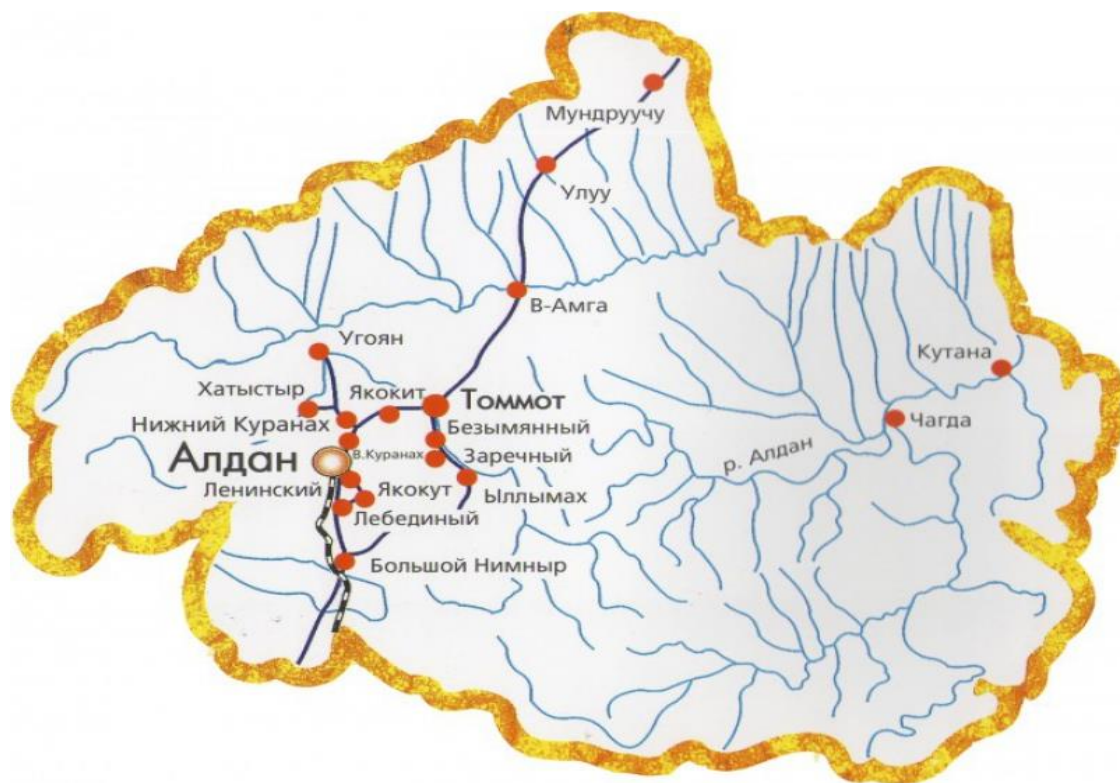 Мундруучу
Улуу
В-Амга
Угоян
Кутана
Хатыстыр
Якокит
Томмот
Чагда
Нижний Куранах
Безымянный
Алдан
В.Куранах
Заречный
р. Алдан
Ленинский
Якокут
Ыллымах
Лебединый
Большой Нимныр